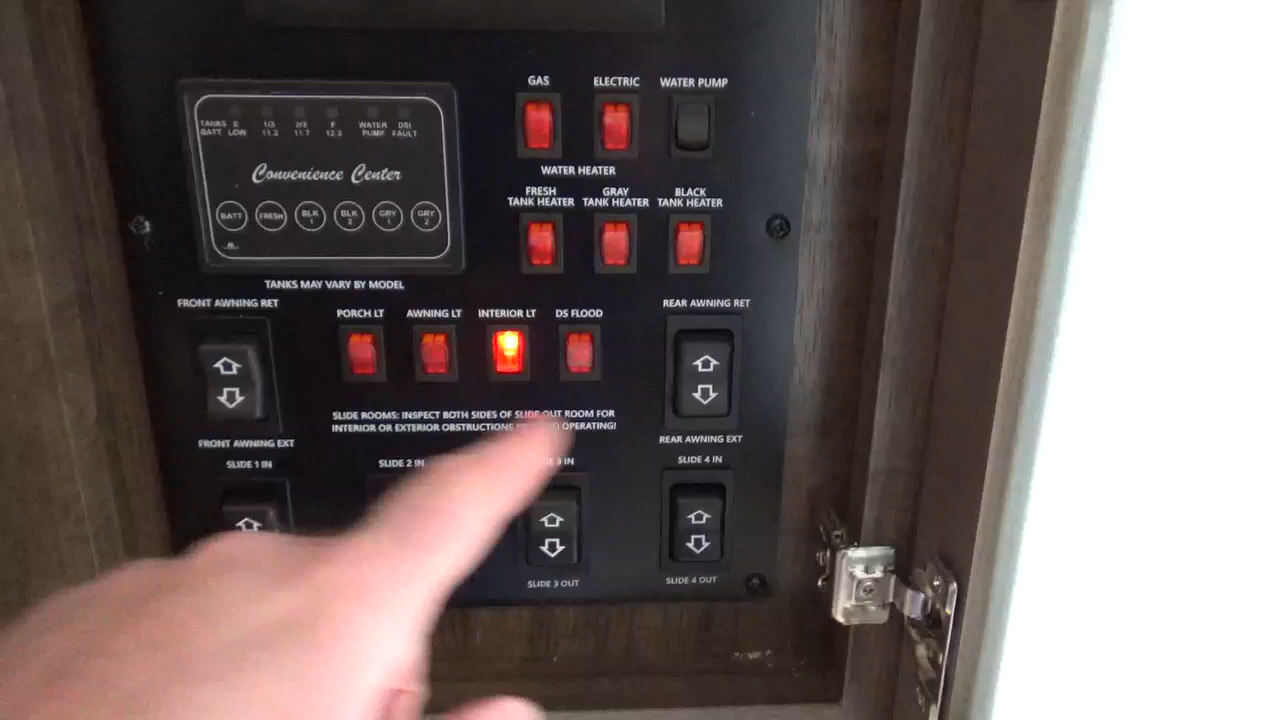 GAS
ELECTRIC
WATER PUMP
WATER HEATER
TANKS E 1/3 2/3 F WATER DSI
BATT LOW 11.2 11.7 12.3 PUMP FAULT
Convenience Center
BATT
FRESH
BLK 1
BLK 2
GRY 1
GRY 2
TANKS MAY VARY BY MODEL
FRESH
TANK HEATER
GRAY
TANK HEATER
BLACK
TANK HEATER
FRONT AWNING RET
PORCH LT
AWNING LT
INTERIOR LT
DS FLOOD
REAR AWNING RET
SLIDE ROOMS: INSPECT BOTH SIDES OF SLIDE OUT ROOM FOR
INTERIOR OR EXTERIOR OBSTRUCTIONS TO OPERATING!
FRONT AWNING EXT
REAR AWNING EXT
SLIDE 1 IN
SLIDE 2 IN
3 IN
SLIDE 4 IN
SLIDE 3 OUT
SLIDE 4 OUT